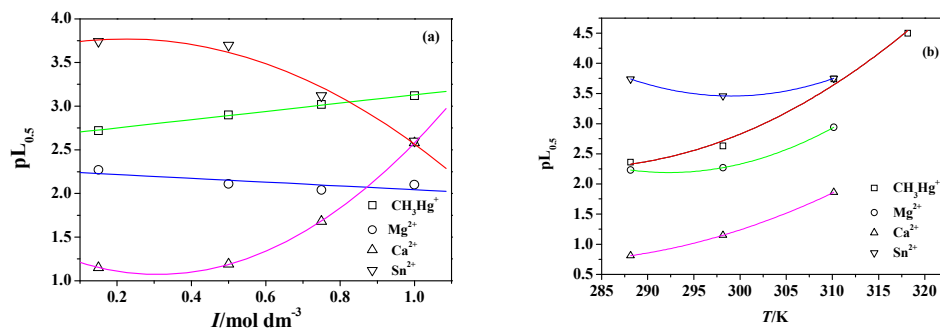 4.0
3.5
3.0
2.5
2.0
1.5
1.0
pL0.5
(a)
CH3Hg+
Mg2+
Ca2+
Sn2+
0.2 0.4 0.6 0.8 1.0
I/mol dm-3
4.5
4.0
3.5
3.0
2.5
2.0
1.5
1.0
0.5
pL0.5
(b)
CH3Hg+
Mg2+
Ca2+
Sn2+
285 290 295 300 305 310 315 320
T/K